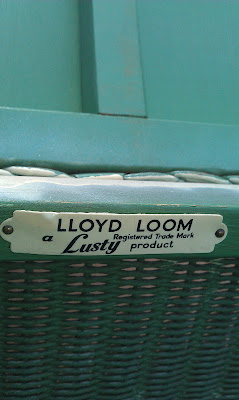 LLOYD LOOM
Registered Trade Mark
a Lusty product